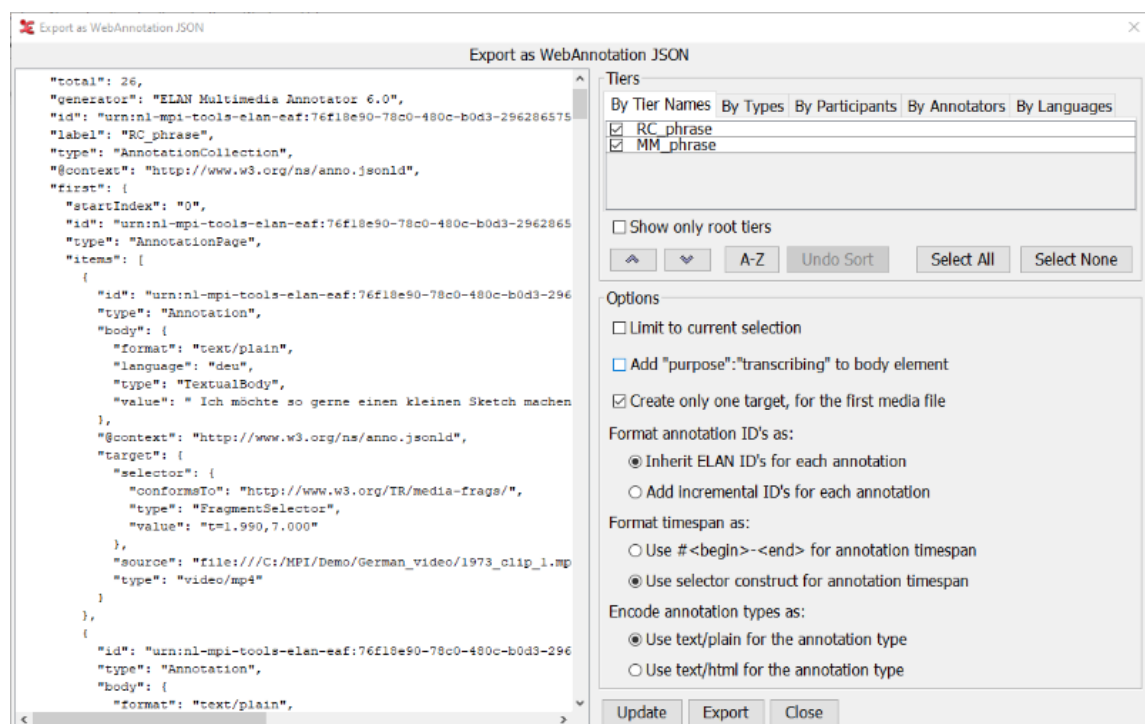 Export as WebAnnotation JSON
Export as WebAnnotation JSON
"total": 26,
"generator": "ELAN Multimedia Annotator 6.0",
"id": "urn:nl-mpi-tools-elan-eaf:76f18e90-78c0-480c-b0d3-296286575
"label": "RC_phrase",
"type": "AnnotationCollection",
"@context": "http://www.w3.org/ns/anno.jsonld",
"first": {
"startIndex": "0",
"id": "urn:nl-mpi-tools-elan-eaf:76f18e90-78c0-480c-b0d3-2962865
"type": "AnnotationPage",
"items": [
{
"id": "urn:nl-mpi-tools-elan-eaf:76f18e90-78c0-480c-b0d3-296
"type": "Annotation",
"body": {
"format": "text/plain",
"language": "deu",
"type": "TextualBody",
"value": " Ich möchte so gerne einen kleinen Sketch machen
},
"@context": "http://www.w3.org/ns/anno.jsonld",
"target": {
"selector": {
"conformsTo": "http://www.w3.org/TR/media-frags/",
"type": "FragmentSelector",
"value": "t=1.990,7.000"
},
"source": "file:///C:/MPI/Demo/German_video/1973_clip_1.mp
"type": "video/mp4"
}
},
{
"id": "urn:nl-mpi-tools-elan-eaf:76f18e90-78c0-480c-b0d3-296
"type": "Annotation",
"body": {
"format": "text/plain",
Tiers
By Tier Names By Types By Participants By Annotators By Languages
RC_phrase
MM_phrase
Show only root tiers
A-Z Undo Sort Select All Select None
Options
Limit to current selection
Add "purpose":"transcribing" to body element
Create only one target, for the first media file
Format annotation ID's as:
Inherit ELAN ID's for each annotation
Add incremental ID's for each annotation
Format timespan as:
Use #<begin>-<end> for annotation timespan
Use selector construct for annotation timespan
Encode annotation types as:
Use text/plain for the annotation type
Use text/html for the annotation type
Update Export Close